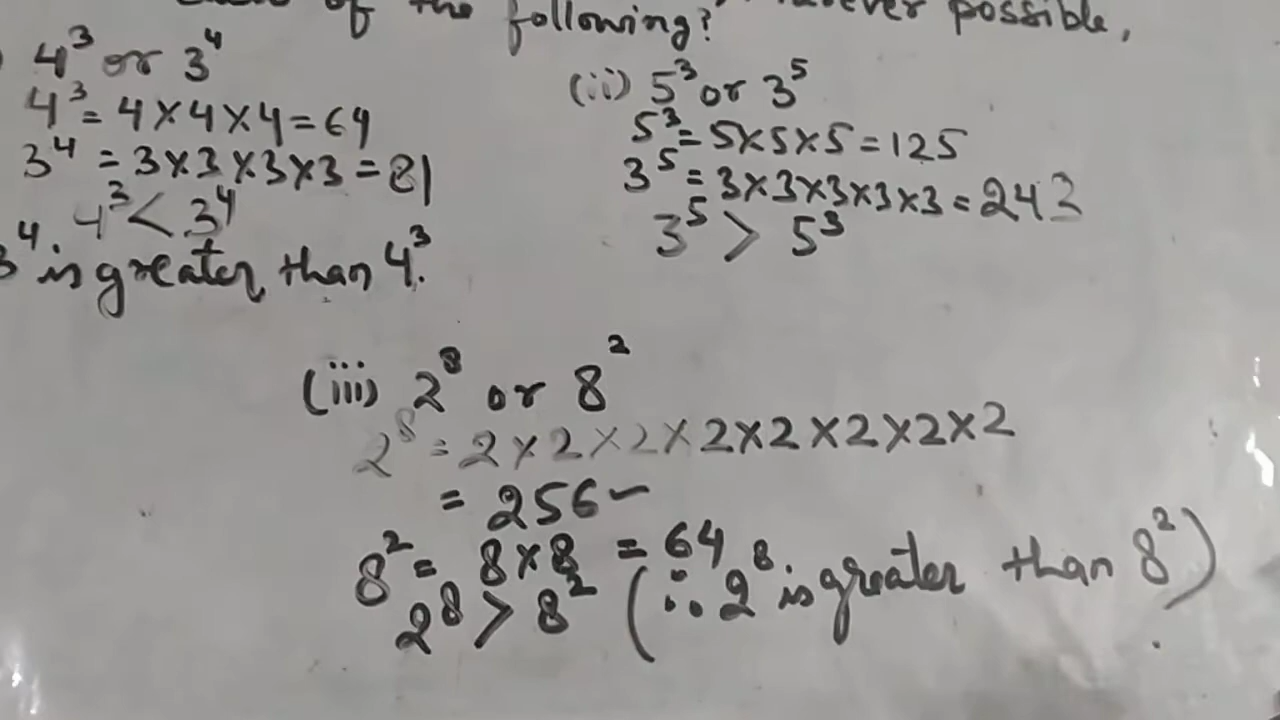 of the following? possible,
4³ or 3⁴
4³ = 4 × 4 × 4 = 64
3⁴ = 3 × 3 × 3 × 3 = 81
4³ < 3⁴
3⁴ is greater than 4³.
(ii) 5³ or 3⁵
5³ = 5 × 5 × 5 = 125
3⁵ = 3 × 3 × 3 × 3 × 3 = 243
3⁵ > 5³
(iii) 2⁸ or 8²
2⁸ = 2 × 2 × 2 × 2 × 2 × 2 × 2 × 2
= 256
8² = 8 × 8 = 64
2⁸ > 8² (∴ 2⁸ is greater than 8²)